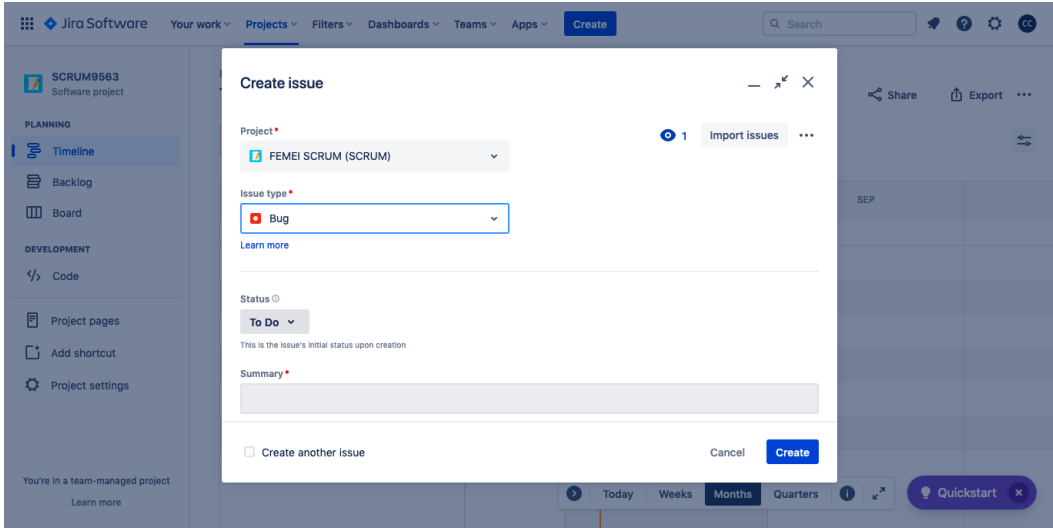 Jira Software Your work Projects Filters Dashboards Teams Apps Create Search CC
SCRUM9563
Software project
PLANNING
Timeline
Backlog
Board
DEVELOPMENT
Code
Project pages
Add shortcut
Project settings
You're in a team-managed project
Learn more
Share Export
SEP
Create issue
Project *
1 Import issues
FEMEI SCRUM (SCRUM)
Issue type *
Bug
Learn more
Status
To Do
This is the issue's initial status upon creation
Summary *
Create another issue Cancel Create
Today Weeks Months Quarters Quickstart